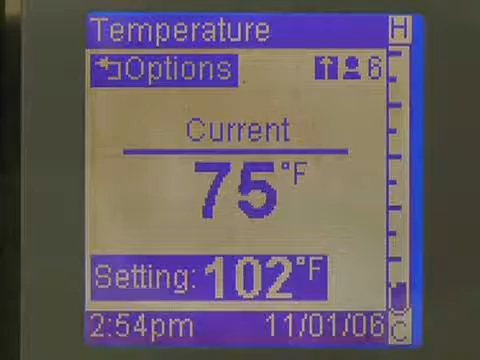 Temperature H
Options 6
Current
75°F
Setting: 102°F
2:54pm 11/01/06 C